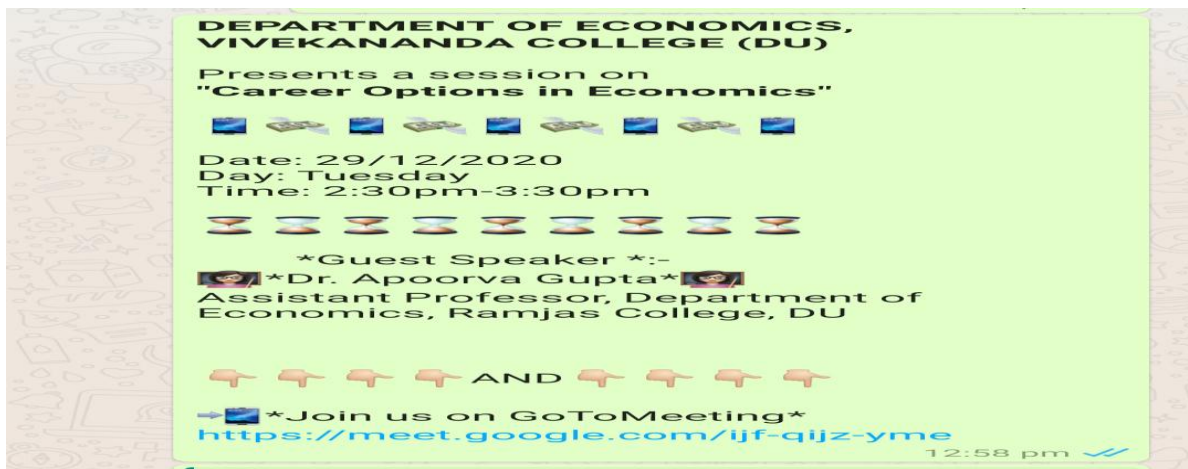 DEPARTMENT OF ECONOMICS,
VIVEKANANDA COLLEGE (DU)
Presents a session on
"Career Options in Economics"
Date: 29/12/2020
Day: Tuesday
Time: 2:30pm-3:30pm
*Guest Speaker *:-
*Dr. Apoorva Gupta*
Assistant Professor, Department of
Economics, Ramjas College, DU
AND
*Join us on GoToMeeting*
https://meet.google.com/ijf-qijz-yme
12:58 pm